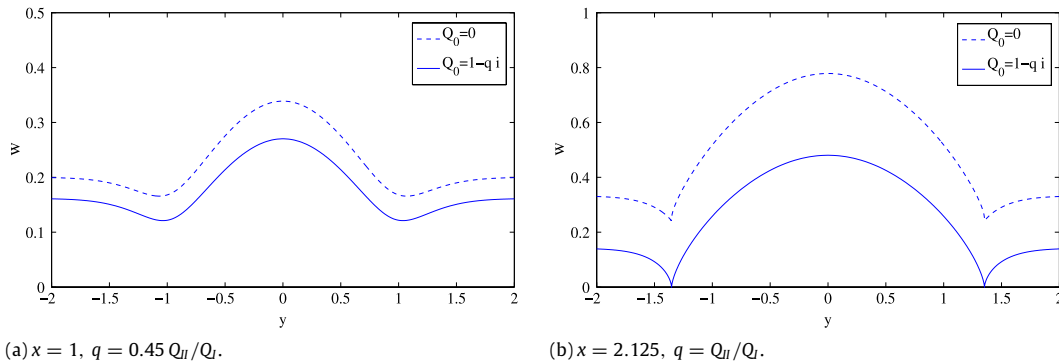 0.5
0.4
0.3
0.2
0.1
0
w
−2 −1.5 −1 −0.5 0 0.5 1 1.5 2
y
Q0=0
Q0=1−q i
(a) x = 1, q = 0.45 QII/QI.
1
0.8
0.6
0.4
0.2
0
w
−2 −1.5 −1 −0.5 0 0.5 1 1.5 2
y
Q0=0
Q0=1−q i
(b) x = 2.125, q = QII/QI.